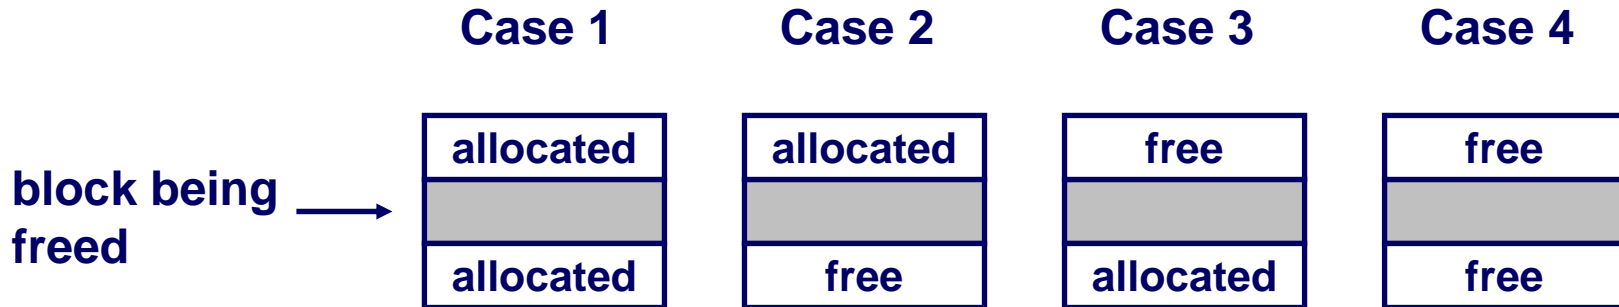 Case 1 Case 2 Case 3 Case 4
allocated allocated free free
block being
freed
allocated free allocated free